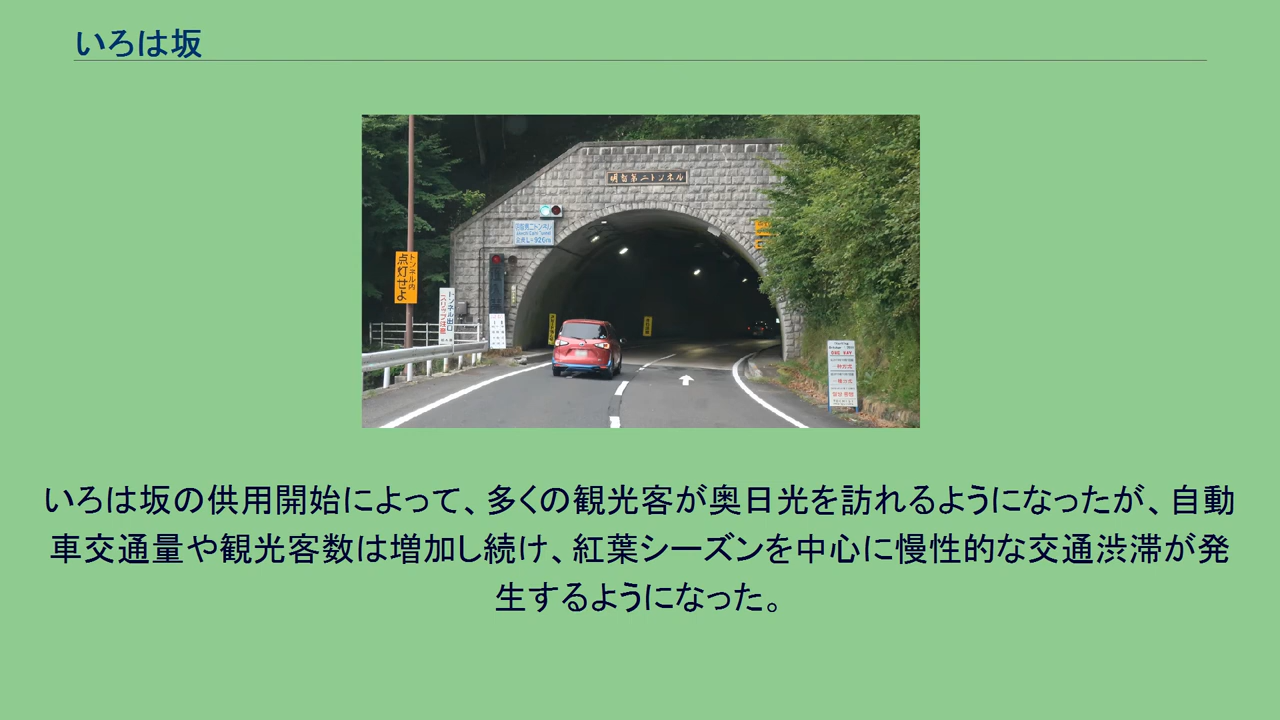 いろは坂
明智第二トンネル
トンネル内
点灯せよ
いろは坂の供用開始によって、多くの観光客が奥日光を訪れるようになったが、自動
車交通量や観光客数は増加し続け、紅葉シーズンを中心に慢性的な交通渋滞が発
生するようになった。